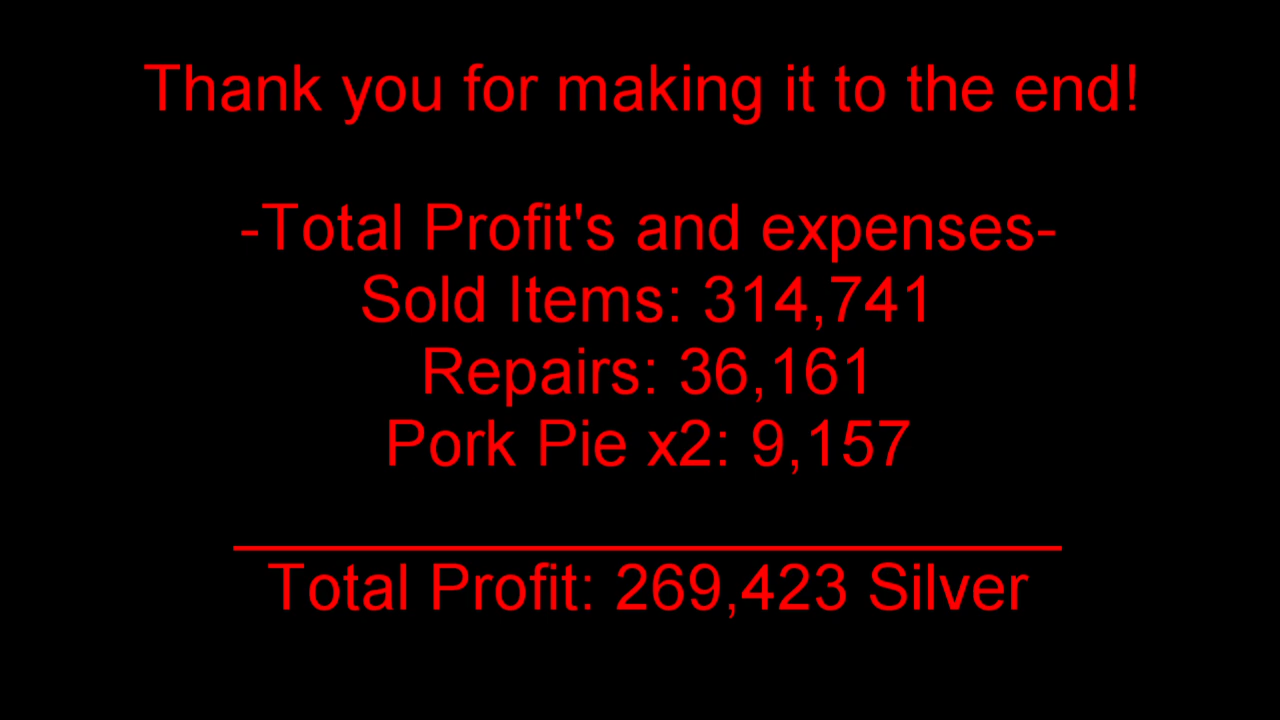 Thank you for making it to the end!
-Total Profit's and expenses-
Sold Items: 314,741
Repairs: 36,161
Pork Pie x2: 9,157
Total Profit: 269,423 Silver